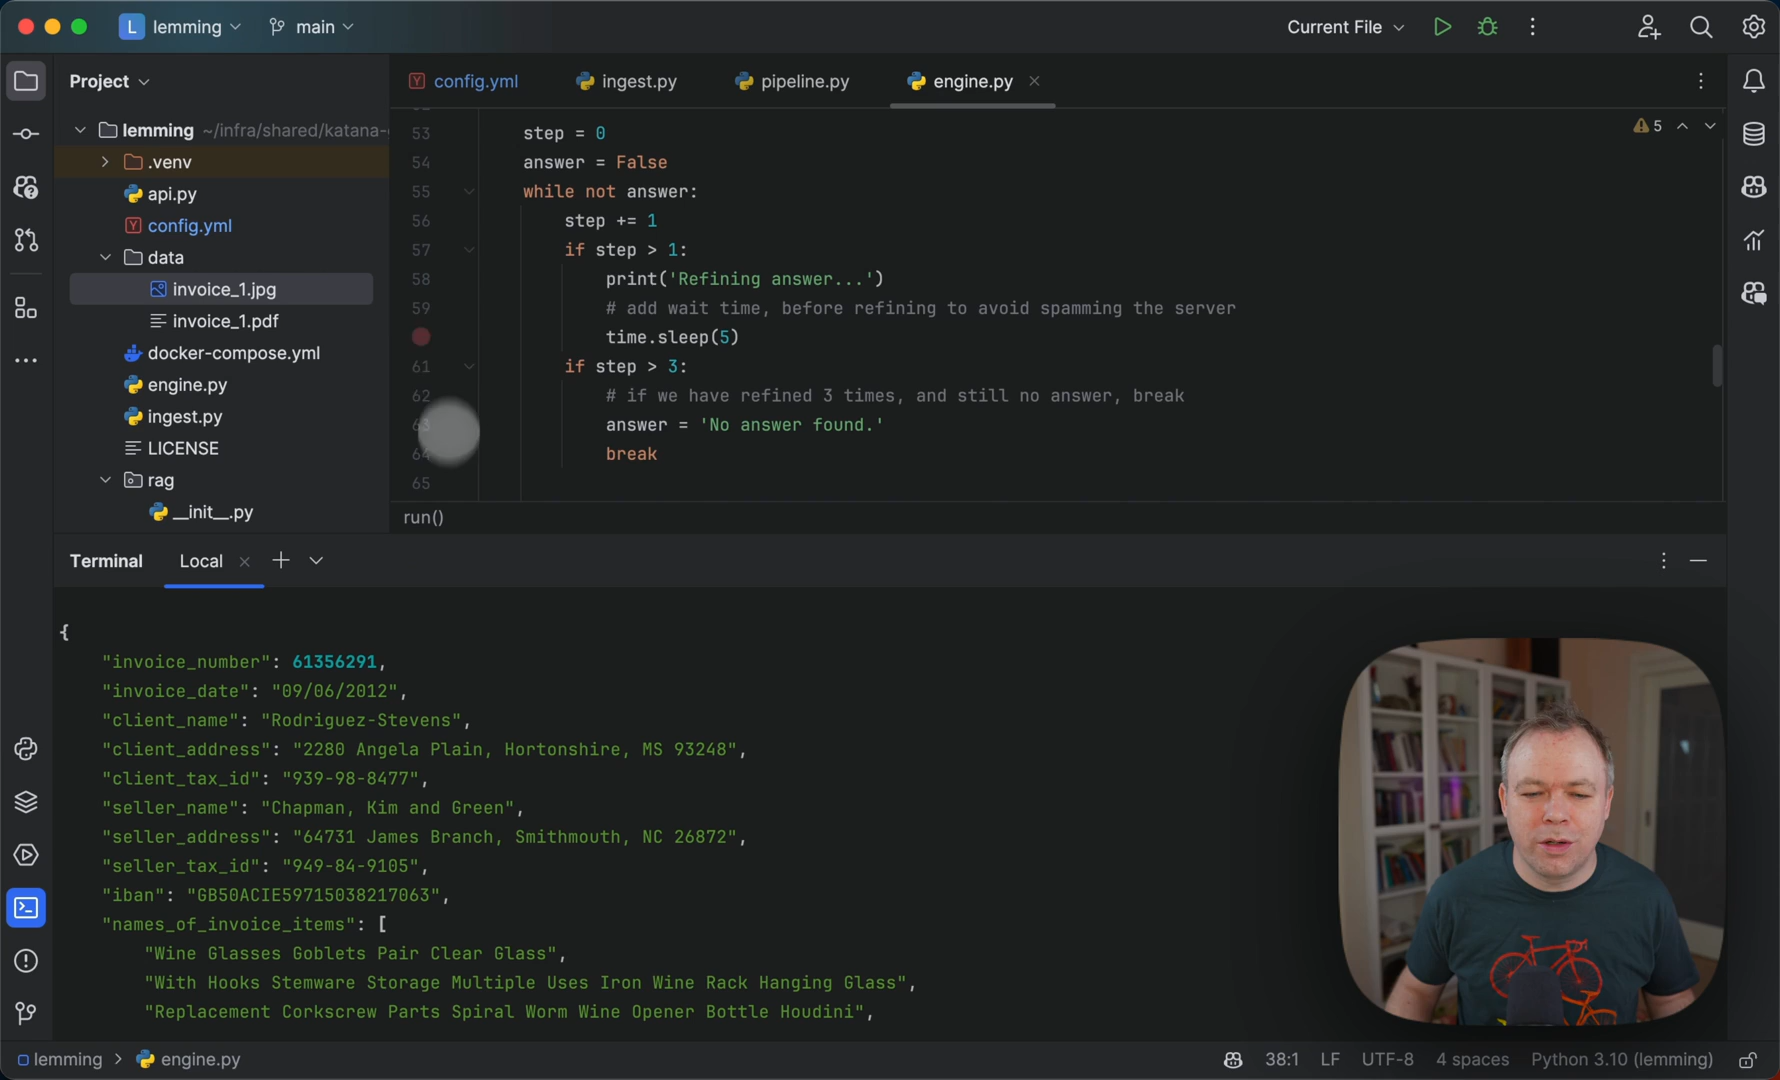 L lemming main Current File
Project
config.yml ingest.py pipeline.py engine.py
lemming ~/infra/shared/katana-
.venv
api.py
config.yml
data
invoice_1.jpg
invoice_1.pdf
docker-compose.yml
engine.py
ingest.py
LICENSE
rag
__init__.py
5
53 step = 0
54 answer = False
55 while not answer:
56 step += 1
57 if step > 1:
58 print('Refining answer...')
59 # add wait time, before refining to avoid spamming the server
time.sleep(5)
61 if step > 3:
62 # if we have refined 3 times, and still no answer, break
63 answer = 'No answer found.'
64 break
65
run()
Terminal Local
{
"invoice_number": 61356291,
"invoice_date": "09/06/2012",
"client_name": "Rodriguez-Stevens",
"client_address": "2280 Angela Plain, Hortonshire, MS 93248",
"client_tax_id": "939-98-8477",
"seller_name": "Chapman, Kim and Green",
"seller_address": "64731 James Branch, Smithmouth, NC 26872",
"seller_tax_id": "949-84-9105",
"iban": "GB50ACIE59715038217063",
"names_of_invoice_items": [
"Wine Glasses Goblets Pair Clear Glass",
"With Hooks Stemware Storage Multiple Uses Iron Wine Rack Hanging Glass",
"Replacement Corkscrew Parts Spiral Worm Wine Opener Bottle Houdini",
lemming > engine.py 38:1 LF UTF-8 4 spaces Python 3.10 (lemming)